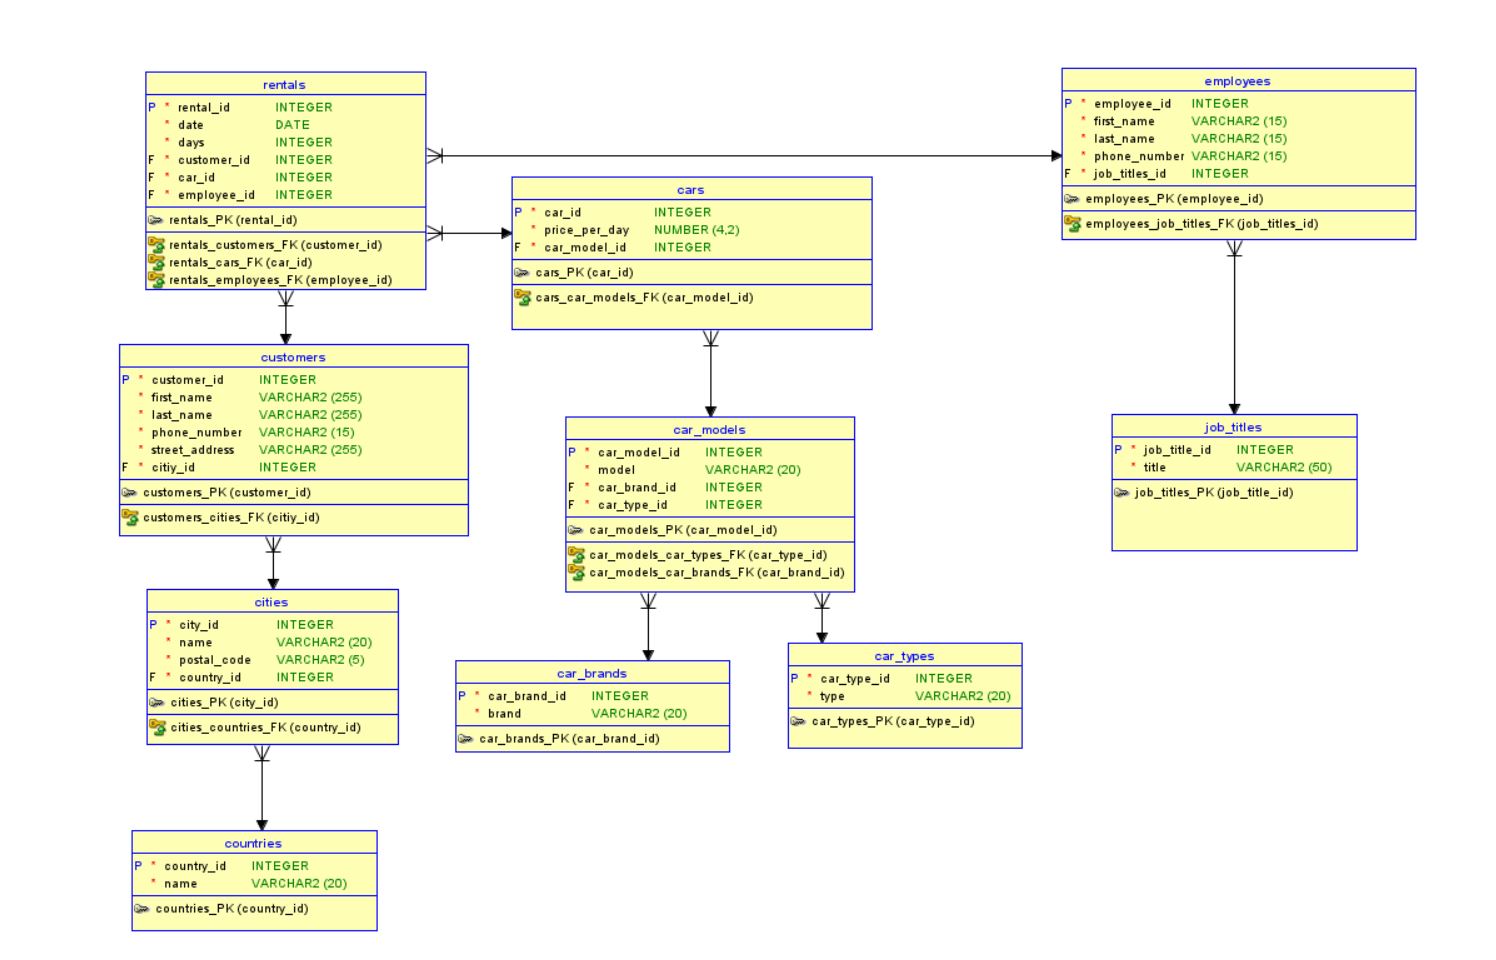 rentals
P * rental_id INTEGER
* date DATE
* days INTEGER
F * customer_id INTEGER
F * car_id INTEGER
F * employee_id INTEGER
rentals_PK (rental_id)
rentals_customers_FK (customer_id)
rentals_cars_FK (car_id)
rentals_employees_FK (employee_id)
employees
P * employee_id INTEGER
* first_name VARCHAR2 (15)
* last_name VARCHAR2 (15)
* phone_number VARCHAR2 (15)
F * job_titles_id INTEGER
employees_PK (employee_id)
employees_job_titles_FK (job_titles_id)
cars
P * car_id INTEGER
* price_per_day NUMBER (4,2)
F * car_model_id INTEGER
cars_PK (car_id)
cars_car_models_FK (car_model_id)
customers
P * customer_id INTEGER
* first_name VARCHAR2 (255)
* last_name VARCHAR2 (255)
* phone_number VARCHAR2 (15)
* street_address VARCHAR2 (255)
F * citiy_id INTEGER
customers_PK (customer_id)
customers_cities_FK (citiy_id)
car_models
P * car_model_id INTEGER
* model VARCHAR2 (20)
F * car_brand_id INTEGER
F * car_type_id INTEGER
car_models_PK (car_model_id)
car_models_car_types_FK (car_type_id)
car_models_car_brands_FK (car_brand_id)
job_titles
P * job_title_id INTEGER
* title VARCHAR2 (50)
job_titles_PK (job_title_id)
cities
P * city_id INTEGER
* name VARCHAR2 (20)
* postal_code VARCHAR2 (5)
F * country_id INTEGER
cities_PK (city_id)
cities_countries_FK (country_id)
car_brands
P * car_brand_id INTEGER
* brand VARCHAR2 (20)
car_brands_PK (car_brand_id)
car_types
P * car_type_id INTEGER
* type VARCHAR2 (20)
car_types_PK (car_type_id)
countries
P * country_id INTEGER
* name VARCHAR2 (20)
countries_PK (country_id)